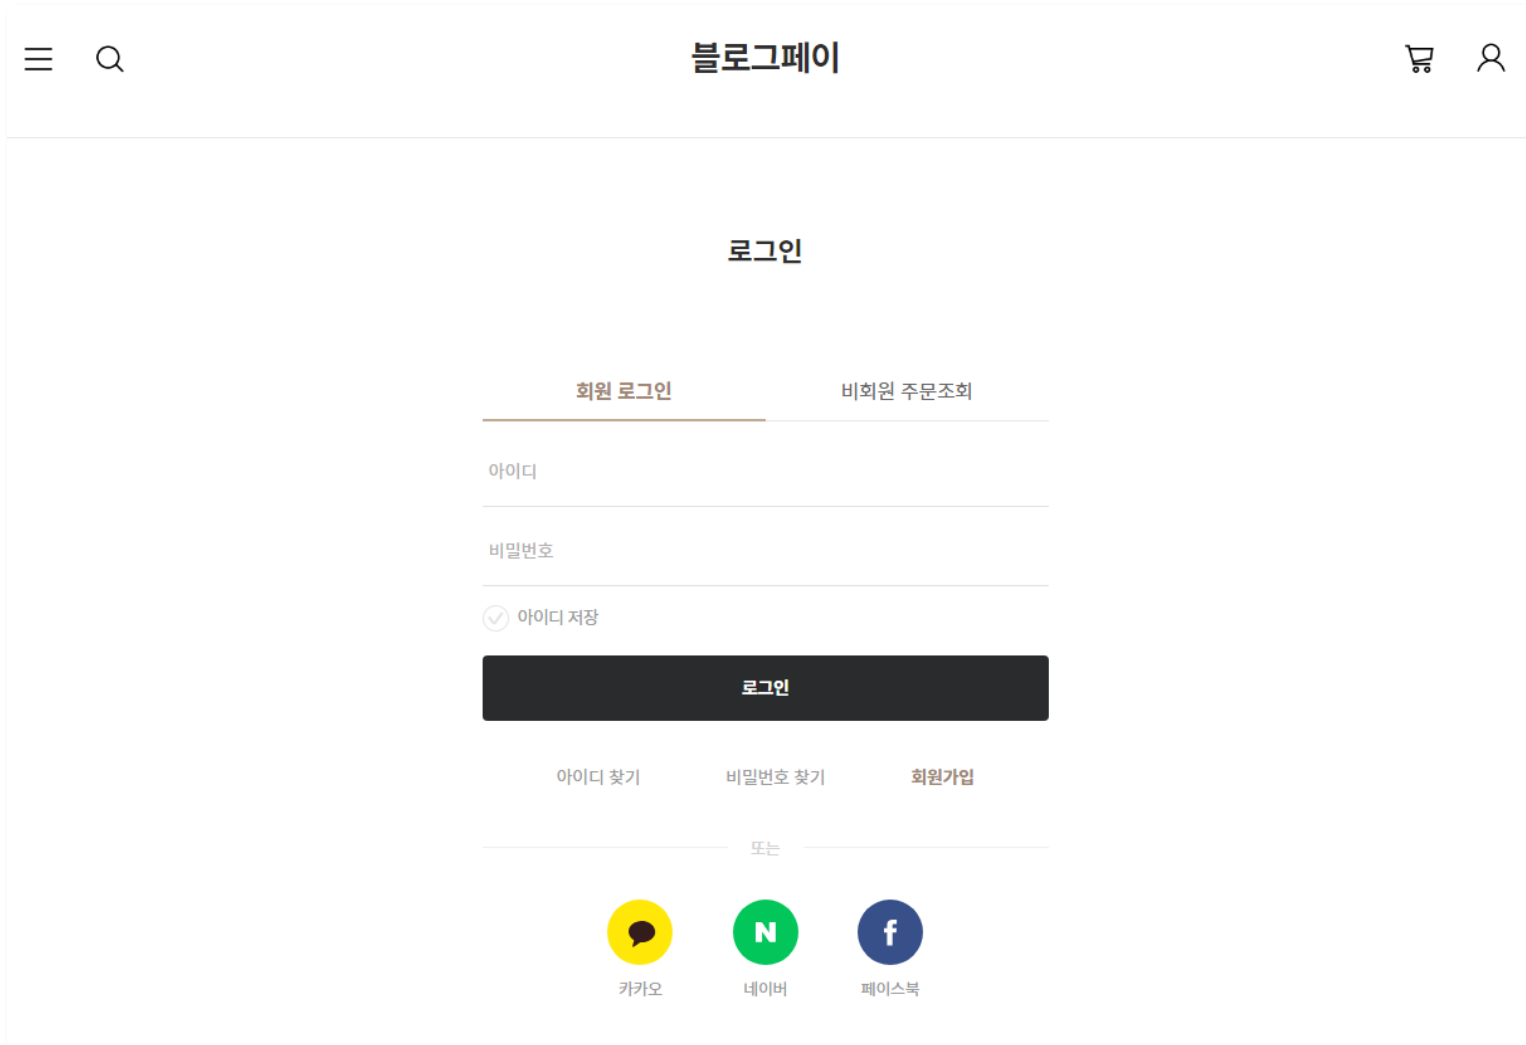 블로그페이
로그인
회원 로그인 비회원 주문조회
아이디
비밀번호
아이디 저장
로그인
아이디 찾기 비밀번호 찾기 회원가입
또는
N f
카카오 네이버 페이스북